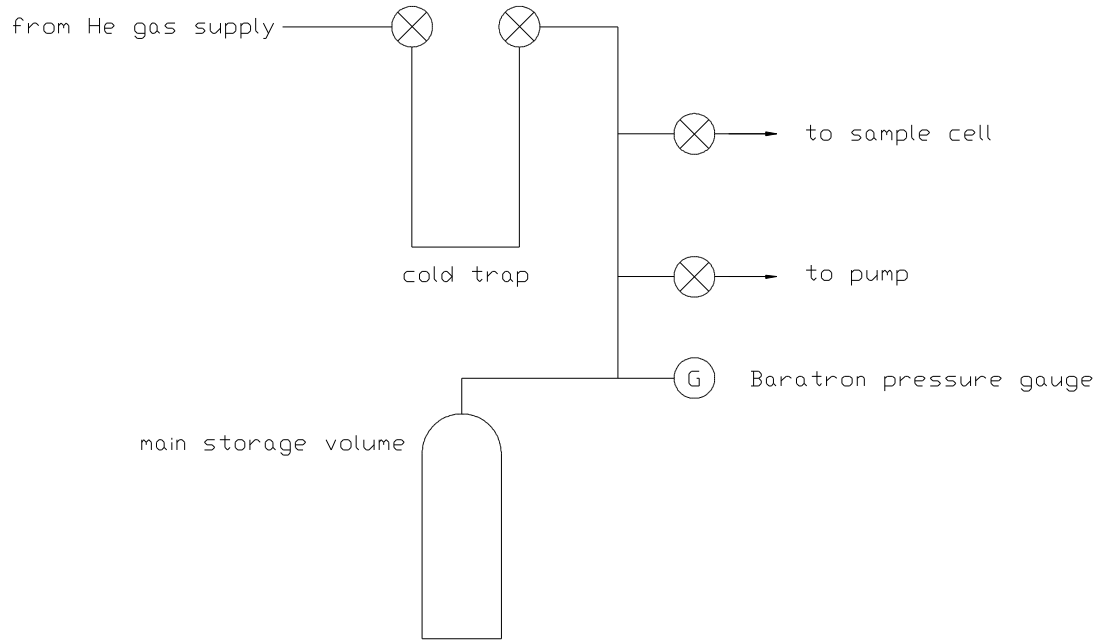 from He gas supply
to sample cell
cold trap
to pump
G
Baratron pressure gauge
main storage volume